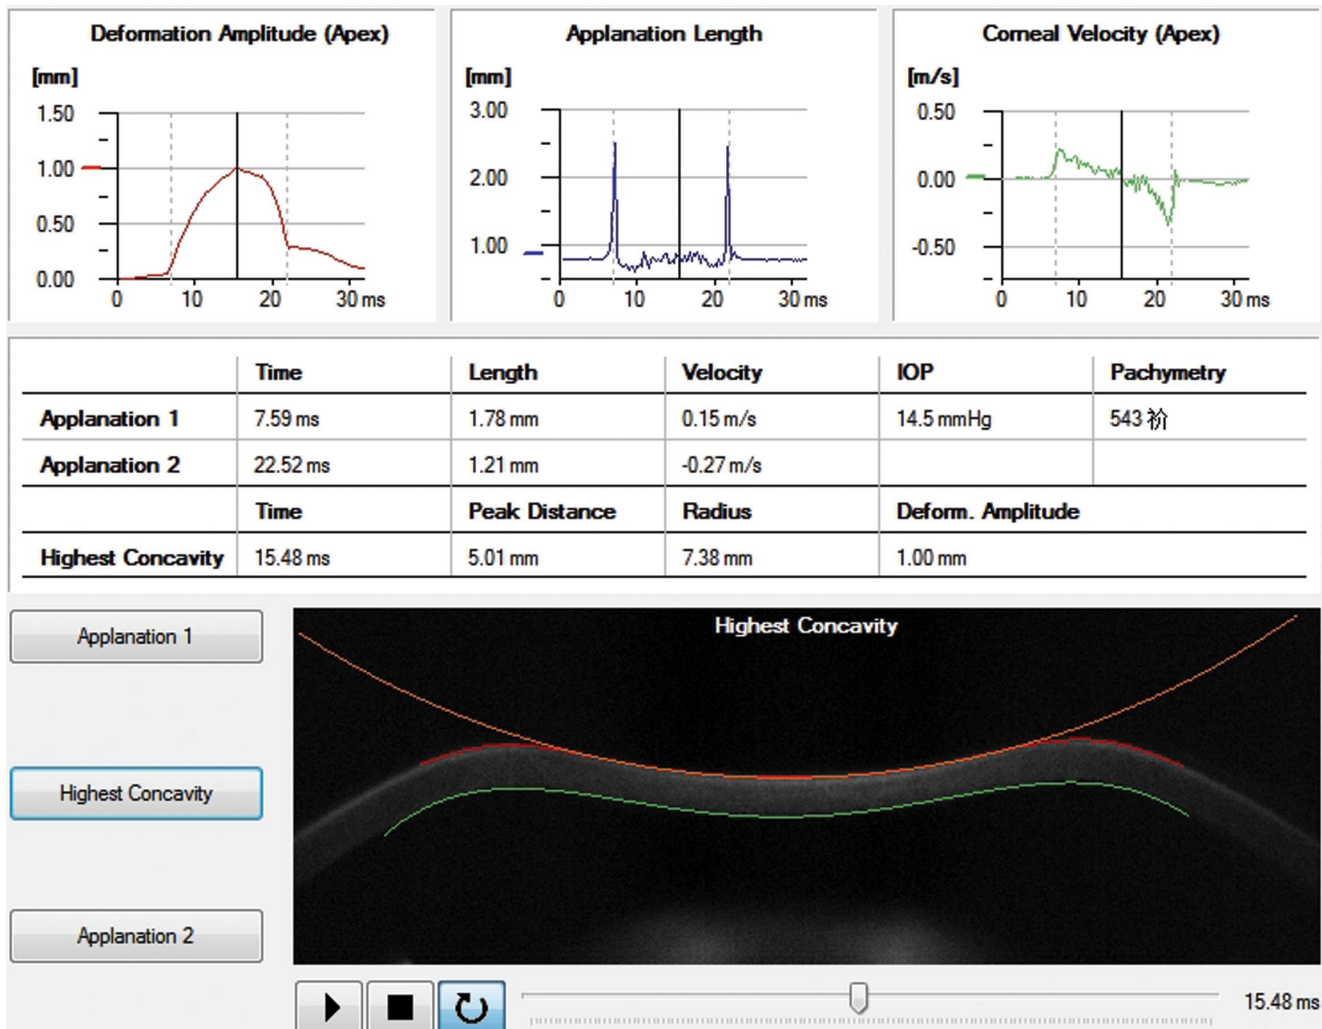 Deformation Amplitude (Apex)
[mm]
1.50
1.00
0.50
0.00
0 10 20 30 ms
Applanation Length
[mm]
3.00
2.00
1.00
0 10 20 30 ms
Corneal Velocity (Apex)
[m/s]
0.50
0.00
-0.50
0 10 20 30 ms
Time Length Velocity IOP Pachymetry
Applanation 1 7.59 ms 1.78 mm 0.15 m/s 14.5 mmHg 543 祄
Applanation 2 22.52 ms 1.21 mm -0.27 m/s
Time Peak Distance Radius Deform. Amplitude
Highest Concavity 15.48 ms 5.01 mm 7.38 mm 1.00 mm
Applanation 1
Highest Concavity
Applanation 2
Highest Concavity
15.48 ms